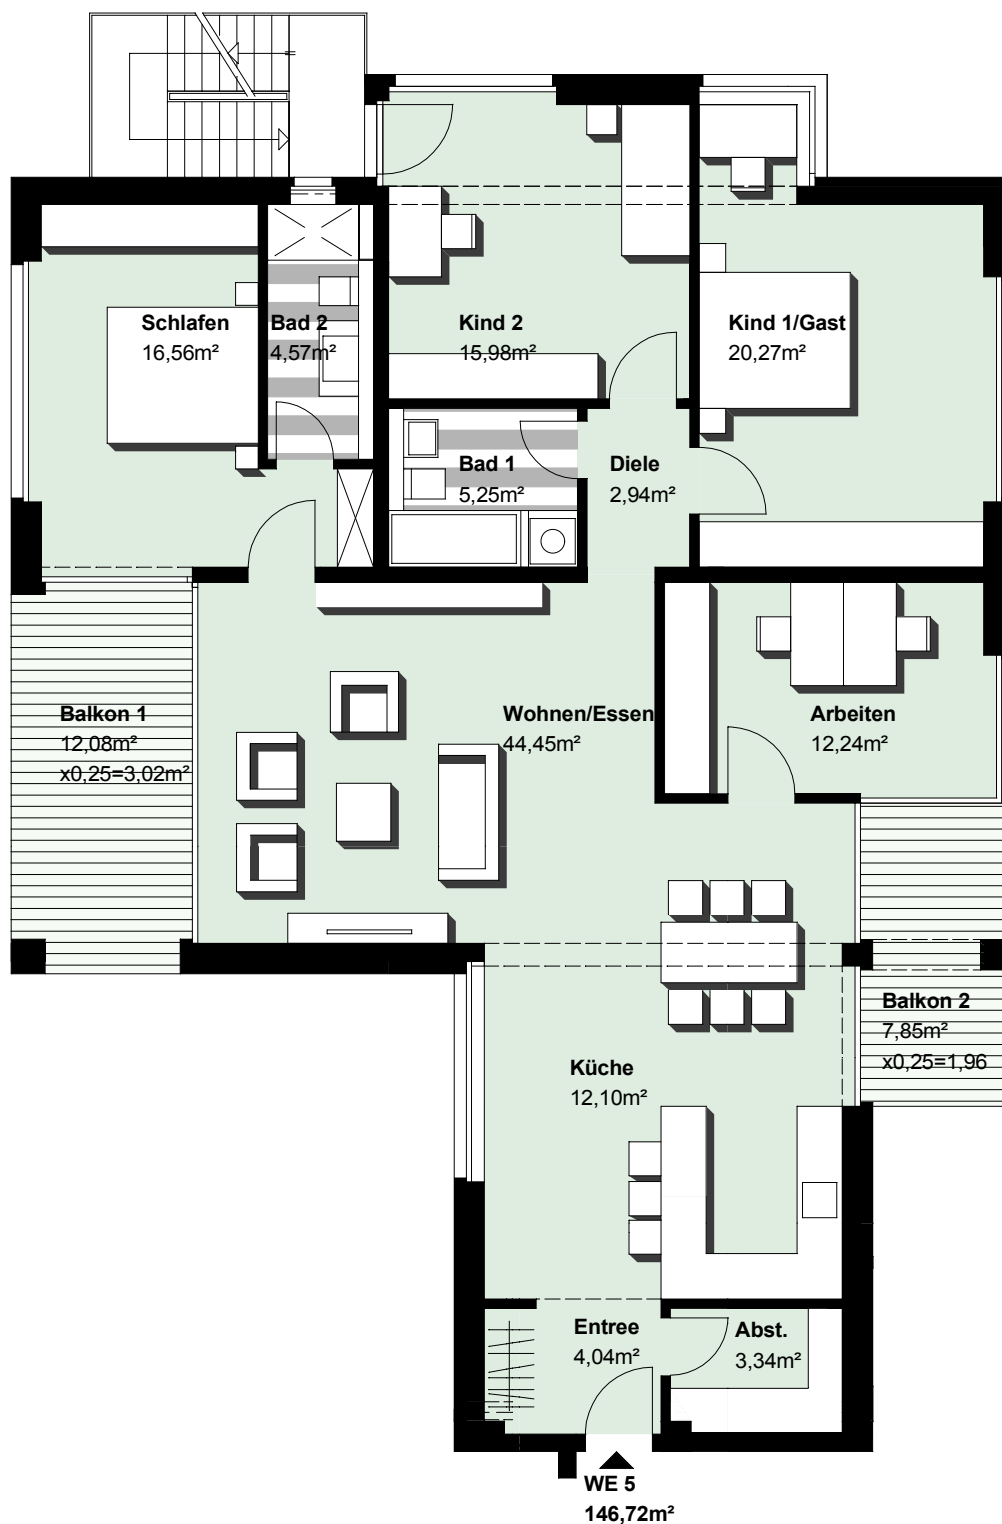 Schlafen
16,56m²
Bad 2
4,57m²
Kind 2
15,98m²
Kind 1/Gast
20,27m²
Bad 1
5,25m²
Diele
2,94m²
Balkon 1
12,08m²
x0,25=3,02m²
Wohnen/Essen
44,45m²
Arbeiten
12,24m²
Balkon 2
7,85m²
x0,25=1,96
Küche
12,10m²
Entree
4,04m²
Abst.
3,34m²
WE 5
146,72m²